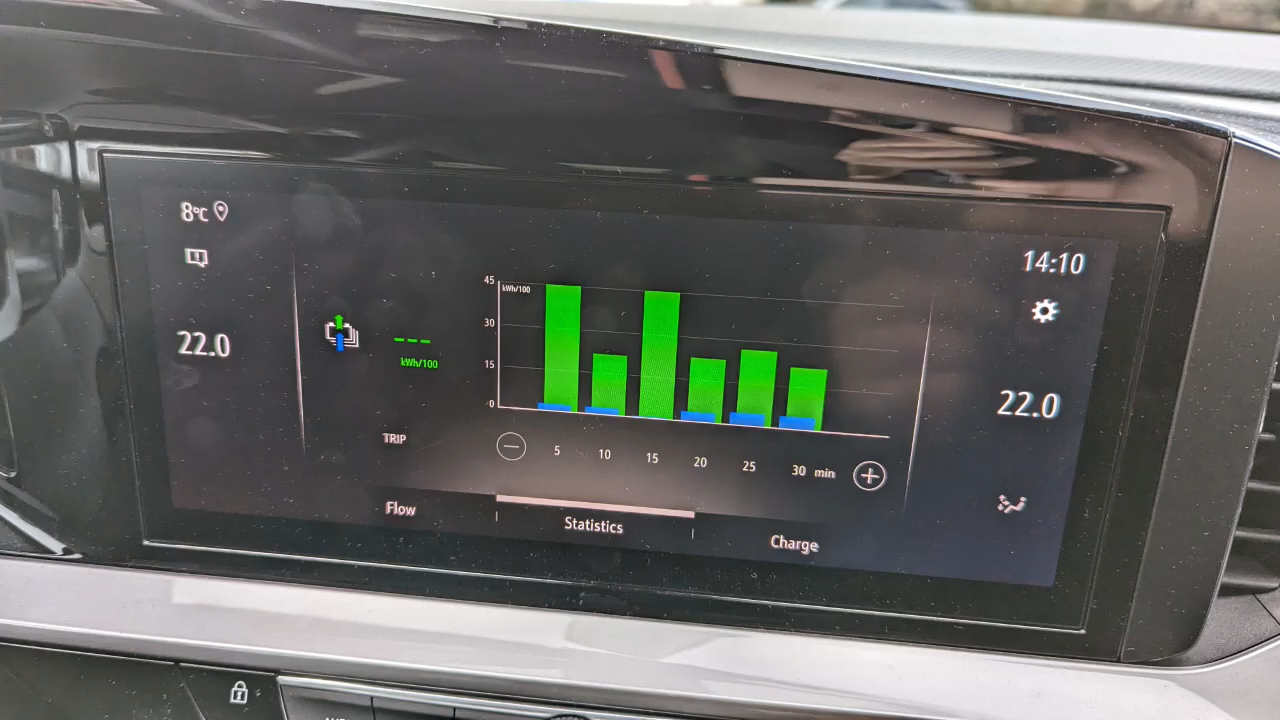 8°C
22.0
--- 
kWh/100
TRIP
45
kWh/100
30
15
0
5 10 15 20 25 30 min
Flow
Statistics
Charge
14:10
22.0